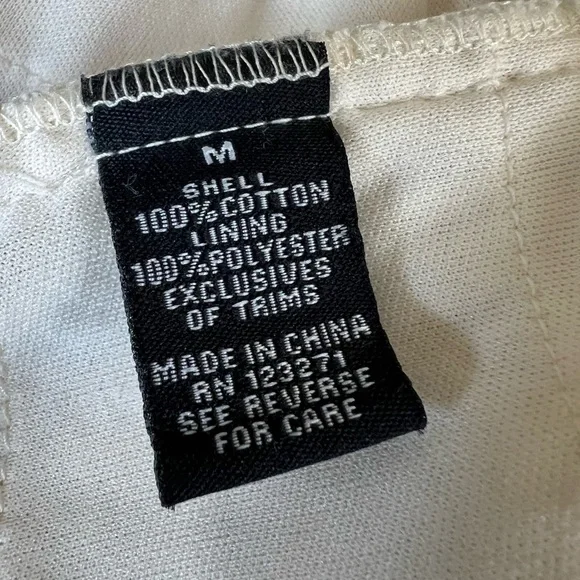 M
SHELL
100%COTTON
LINING
100%POLYESTER
EXCLUSIVES
OF TRIMS
MADE IN CHINA
RN 123271
SEE REVERSE
FOR CARE